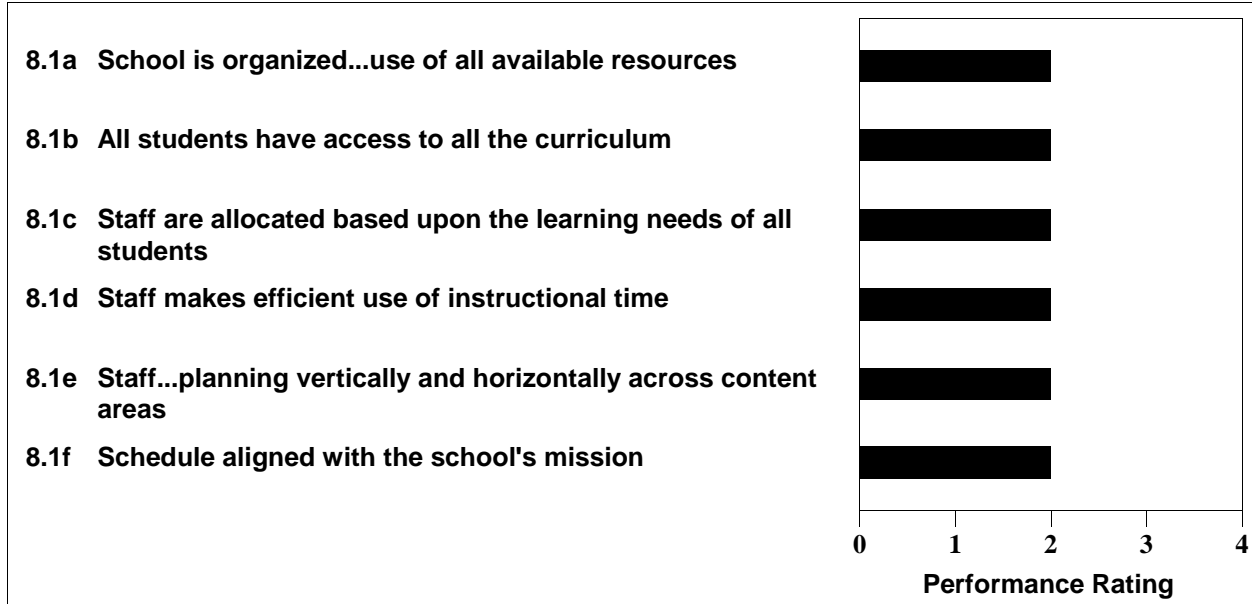 8.1a School is organized...use of all available resources
8.1b All students have access to all the curriculum
8.1c Staff are allocated based upon the learning needs of all
students
8.1d Staff makes efficient use of instructional time
8.1e Staff...planning vertically and horizontally across content
areas
8.1f Schedule aligned with the school's mission
0 1 2 3 4
Performance Rating